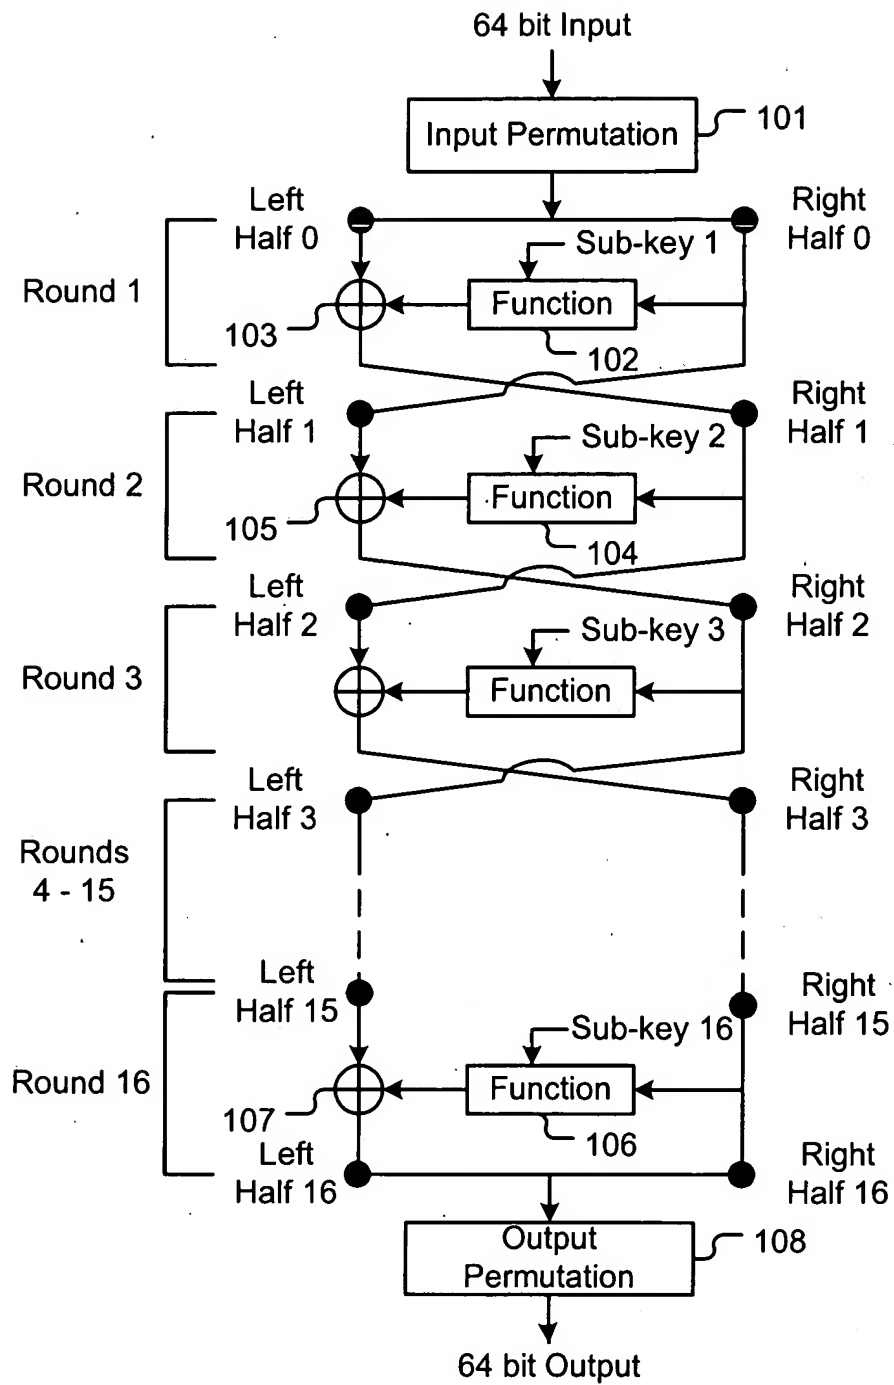 64 bit Input
Input Permutation
101
Left
Half 0
Right
Half 0
Round 1
Sub-key 1
Function
103
102
Left
Half 1
Right
Half 1
Round 2
Sub-key 2
Function
105
104
Left
Half 2
Right
Half 2
Round 3
Sub-key 3
Function
Left
Half 3
Right
Half 3
Rounds
4 - 15
Left
Half 15
Right
Half 15
Round 16
Sub-key 16
Function
107
106
Left
Half 16
Right
Half 16
Output
Permutation
108
64 bit Output